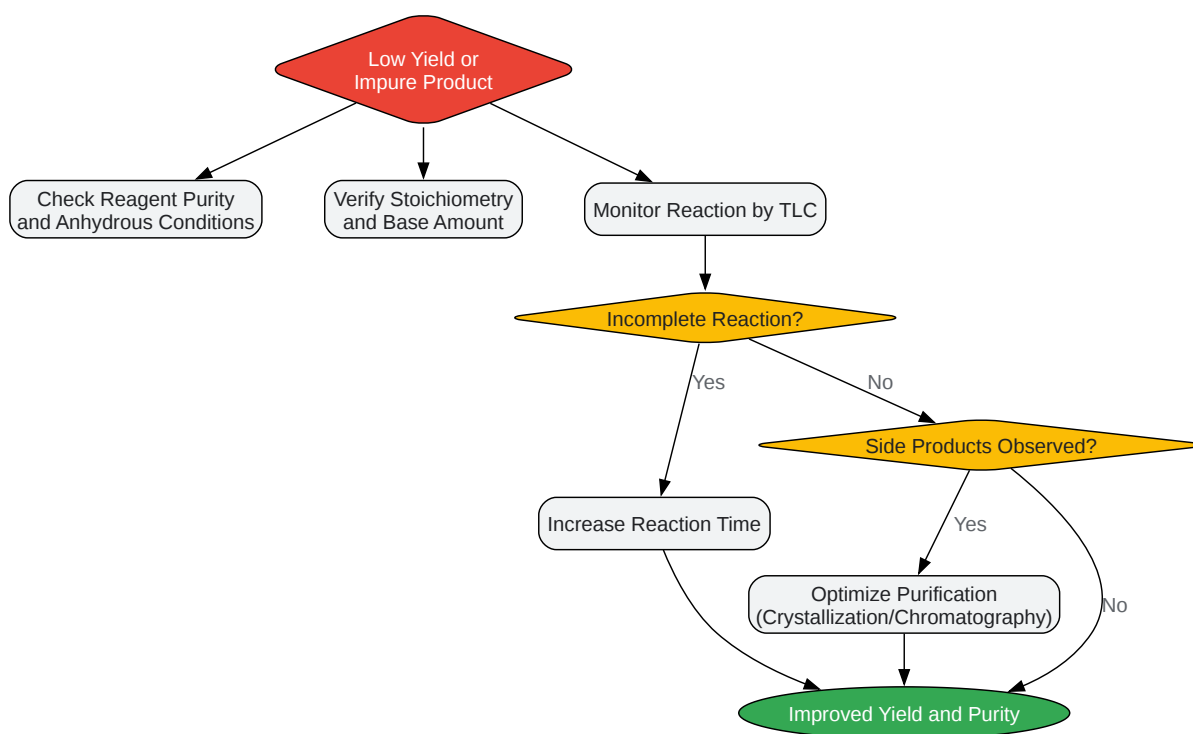 Low Yield or
Impure Product
Check Reagent Purity
and Anhydrous Conditions
Verify Stoichiometry
and Base Amount
Monitor Reaction by TLC
Incomplete Reaction?
Yes
No
Side Products Observed?
Increase Reaction Time
Yes
Optimize Purification
(Crystallization/Chromatography)
No
Improved Yield and Purity